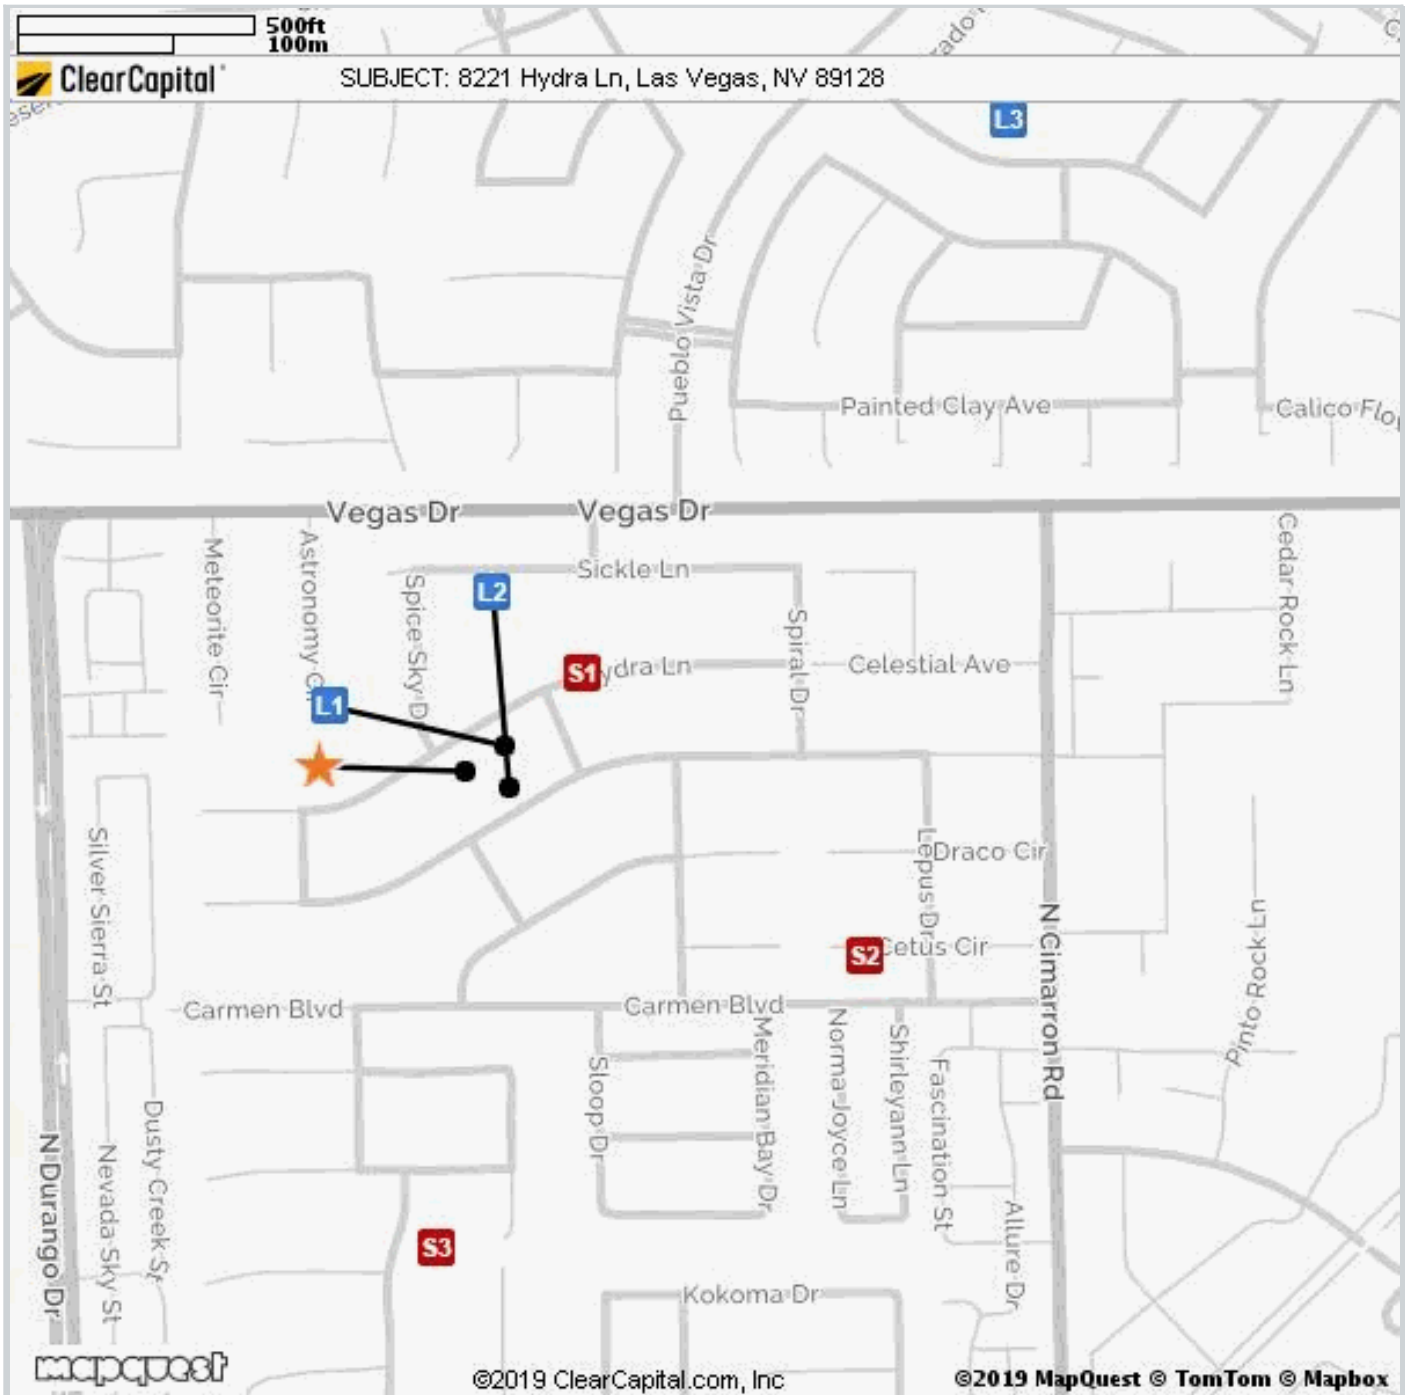 500ft
100m
ClearCapital
SUBJECT: 8221 Hydra Ln, Las Vegas, NV 89128
L3
Pueblo Vista Dr
Painted Clay Ave
Calico
Vegas Dr
Vegas Dr
Meteorite Cir
Astronomy
Spice Sky D
Sickle Ln
Cedar Rock Ln
L2
Spiral Dr
S1
ydra Ln
Celestial Ave
L1
Silver Sierra St
Lepus Dr
Draco Cir
N Cimarron Rd
S2
Cetus Cir
Pinto Rock Ln
Carmen Blvd
Carmen Blvd
Sloop Dr
Meridian Bay Dr
Norma Joyce Ln
Shirleyann Ln
Fascination St
N Durango Dr
Nevada Sky St
Dusty Creek St
Allure Dr
S3
Kokoma Dr
mapquest
©2019 ClearCapital.com, Inc
©2019 MapQuest © TomTom © Mapbox